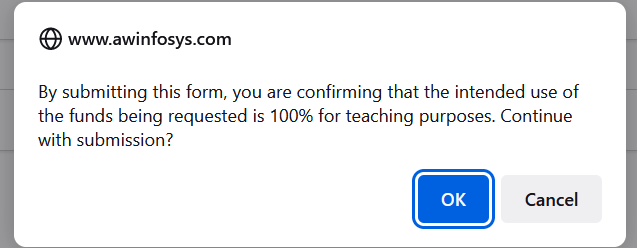 www.awinfosys.com
By submitting this form, you are confirming that the intended use of
the funds being requested is 100% for teaching purposes. Continue
with submission?
OK Cancel